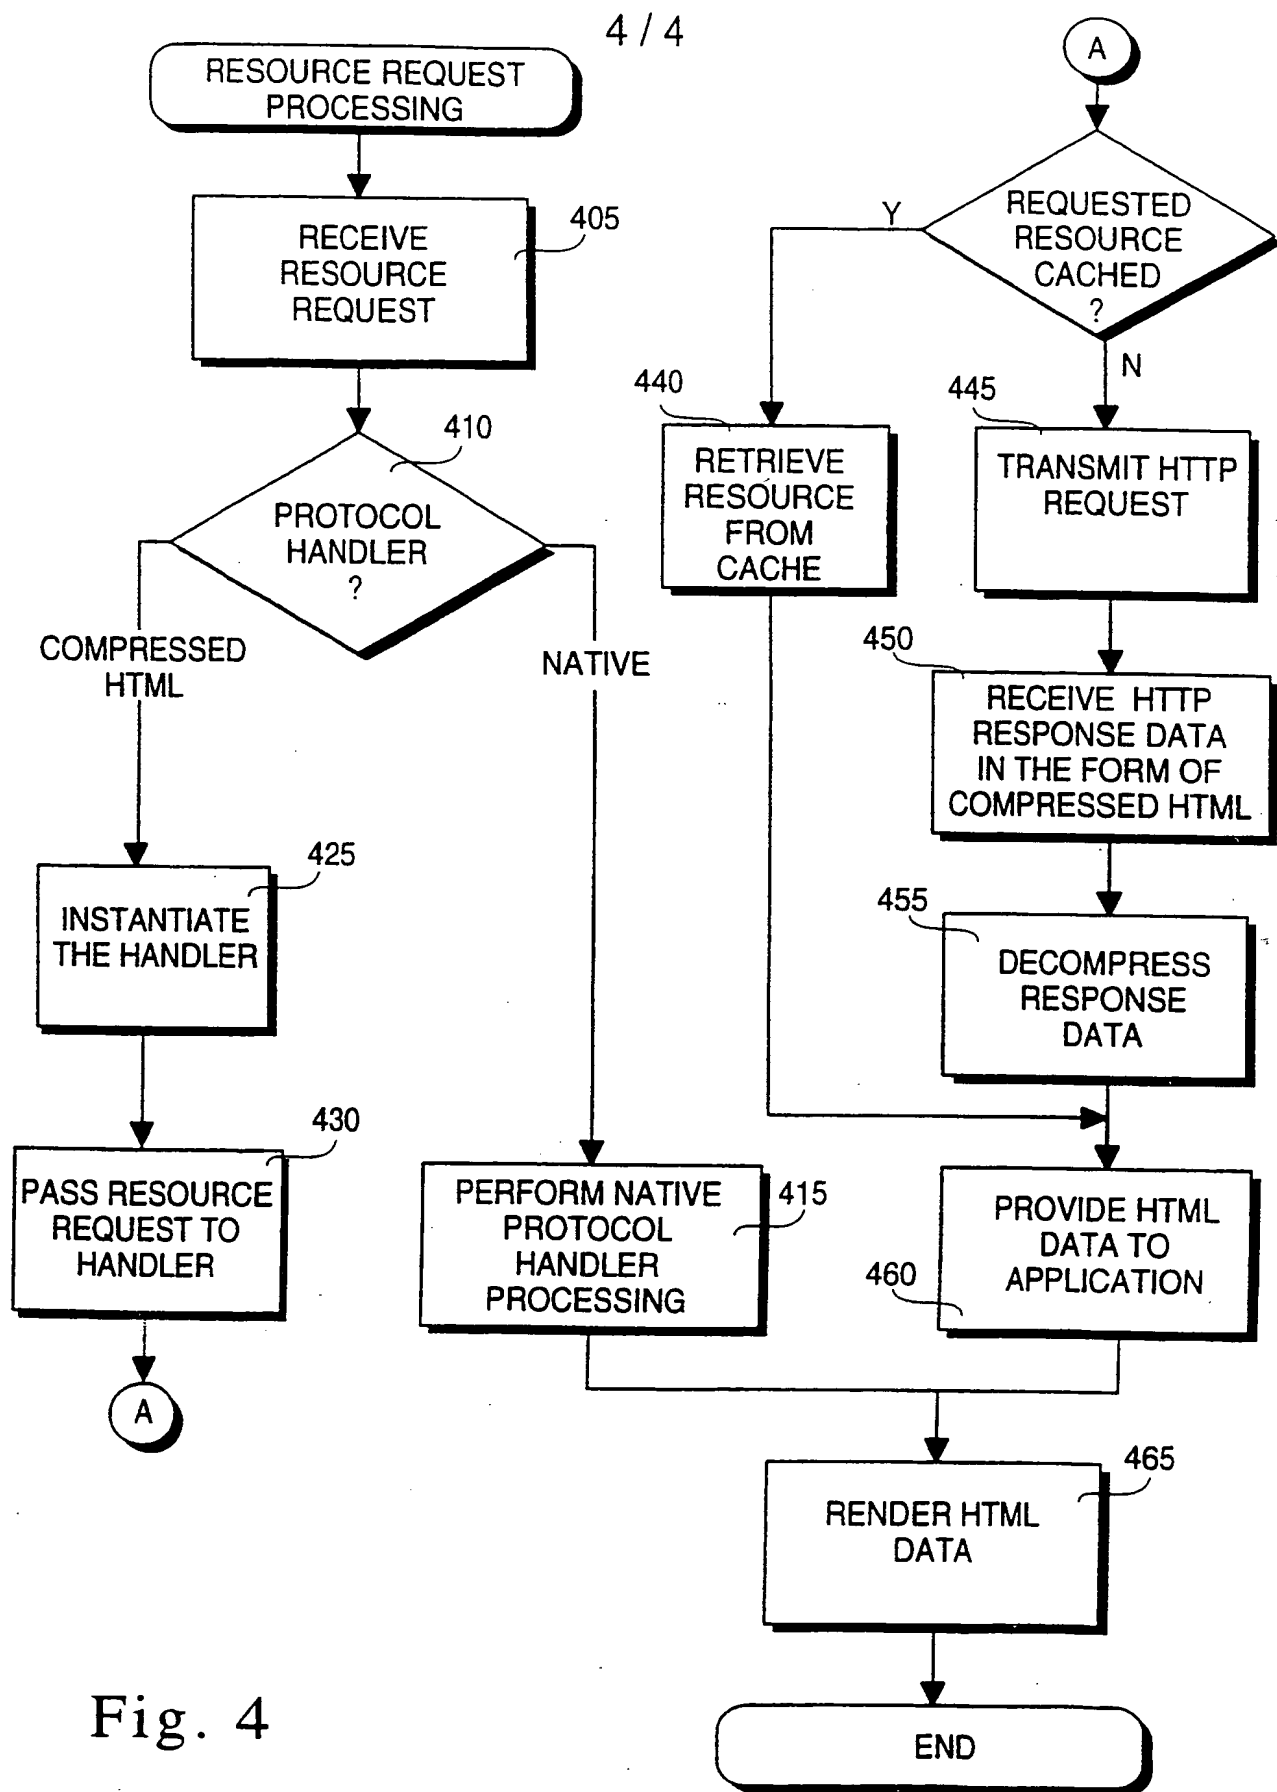 4 / 4
RESOURCE REQUEST
PROCESSING
RECEIVE
RESOURCE
REQUEST
405
PROTOCOL
HANDLER
?
410
COMPRESSED
HTML
NATIVE
INSTANTIATE
THE HANDLER
425
PASS RESOURCE
REQUEST TO
HANDLER
430
A
PERFORM NATIVE
PROTOCOL
HANDLER
PROCESSING
415
A
REQUESTED
RESOURCE
CACHED
?
Y
N
440
RETRIEVE
RESOURCE
FROM
CACHE
445
TRANSMIT HTTP
REQUEST
450
RECEIVE HTTP
RESPONSE DATA
IN THE FORM OF
COMPRESSED HTML
455
DECOMPRESS
RESPONSE
DATA
PROVIDE HTML
DATA TO
APPLICATION
460
465
RENDER HTML
DATA
END
Fig. 4